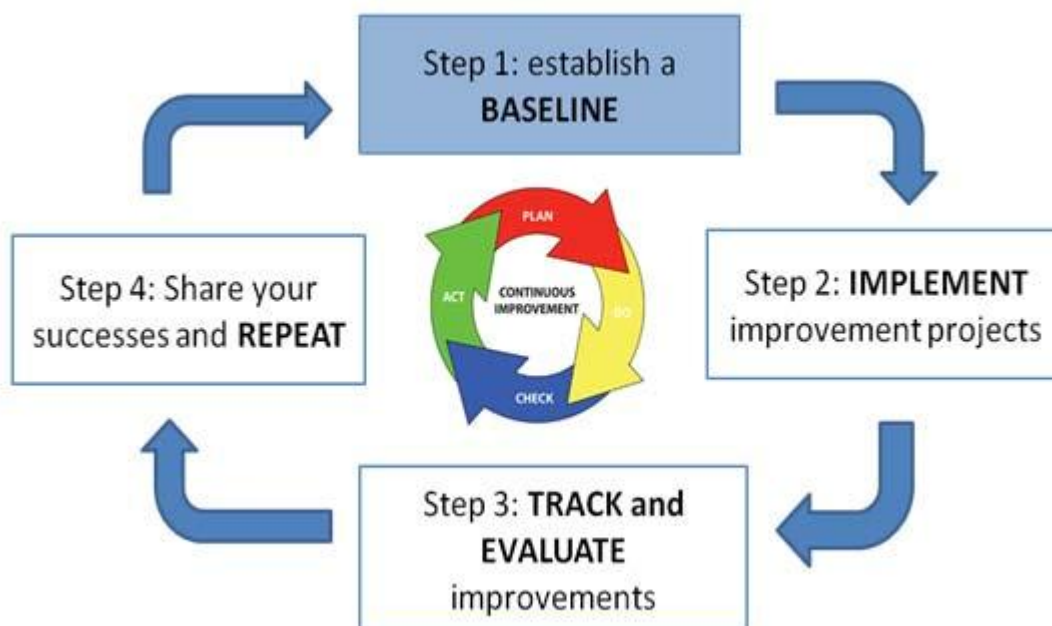 Step 1: establish a
BASELINE
Step 2: IMPLEMENT
improvement projects
Step 3: TRACK and
EVALUATE
improvements
Step 4: Share your
successes and REPEAT
PLAN
DO
CHECK
ACT
CONTINUOUS
IMPROVEMENT